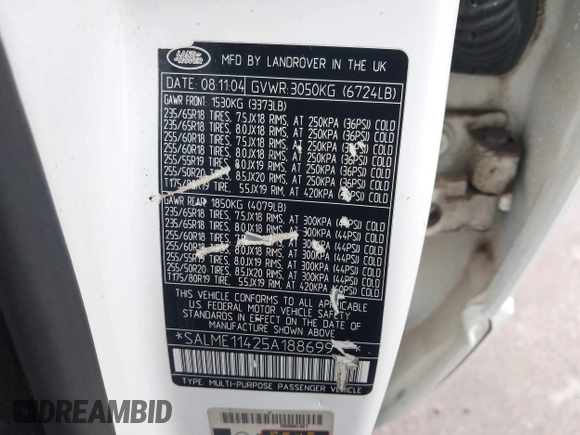 LAND ROVER
MFD BY LANDROVER IN THE UK
DATE: 08:11:04 GVWR: 3050KG (6724LB)
GAWR FRONT: 1530KG (3373LB)
235/65R18 TIRES, 7.5JX18 RIMS, AT 250KPA (36PSI) COLD
235/65R18 TIRES, 8.0JX18 RIMS, AT 250KPA (36PSI) COLD
255/60R18 TIRES, 7.5JX18 RIMS, AT 250KPA (36PSI) COLD
255/60R18 TIRES, 8.0JX18 RIMS, AT 250KPA COLD
255/55R19 TIRES, 8.0JX19 RIMS, AT 250KPA (36PSI) COLD
255/50R20 8.5JX20 RIMS, AT 250KPA (36PSI) COLD
T175/80R19 TIRE, 5.5JX19 RIM, AT 420KPA COLD
GAWR REAR: 1850KG (4079LB)
235/65R18 TIRES, 7.5JX18 RIMS, AT 300KPA COLD
235/65R18 TIRES, 8.0JX18 RIMS, AT 300KPA (44PSI) COLD
255/60R18 RIMS, AT 300KPA (44PSI) COLD
255/60R18 8.0JX18 RIMS, AT 300KPA (44PSI) COLD
255/55R19 TIRES, 8.0JX19 RIMS, AT 300KPA (44PSI) COLD
255/50R20 TIRES, 8.5JX20 RIMS, AT 300KPA (44PSI) COLD
T175/80R19 TIRE, 5.5JX19 RIM, AT 420KPA COLD
THIS VEHICLE CONFORMS TO ALL APPLICABLE
U.S. FEDERAL MOTOR VEHICLE SAFETY
STANDARDS IN EFFECT ON THE DATE
OF MANUFACTURE SHOWN ABOVE
*SALME11425A188699
TYPE: MULTI-PURPOSE PASSENGER VEHICLE
DREAMBID